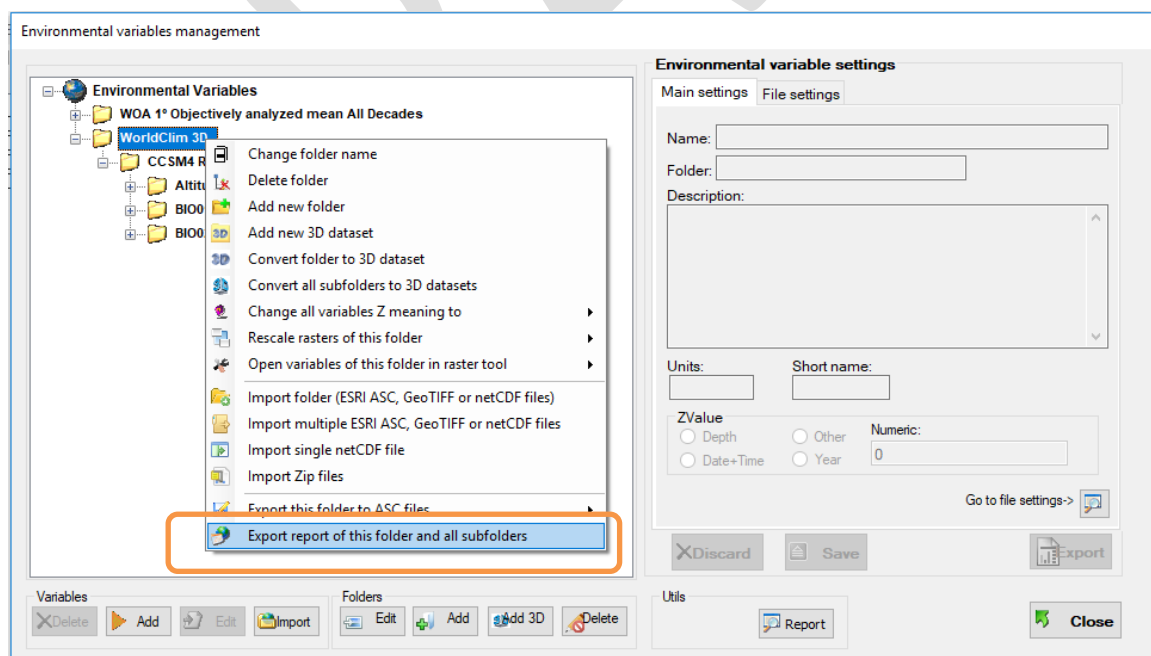 Environmental variables management
Environmental Variables
WOA 1º Objectively analyzed mean All Decades
WorldClim 3D
CCSM4 R
Altitu
BIO0
BIO0
Change folder name
Delete folder
Add new folder
Add new 3D dataset
Convert folder to 3D dataset
Convert all subfolders to 3D datasets
Change all variables Z meaning to
Rescale rasters of this folder
Open variables of this folder in raster tool
Import folder (ESRI ASC, GeoTIFF or netCDF files)
Import multiple ESRI ASC, GeoTIFF or netCDF files
Import single netCDF file
Import Zip files
Export this folder to ASC files
Export report of this folder and all subfolders
Environmental variable settings
Main settings File settings
Name:
Folder:
Description:
Units: Short name:
ZValue
Depth Other Numeric:
Date+Time Year 0
Go to file settings->
Discard Save Export
Variables Folders Utils
Delete Add Edit Import Edit Add Add 3D Delete Report Close